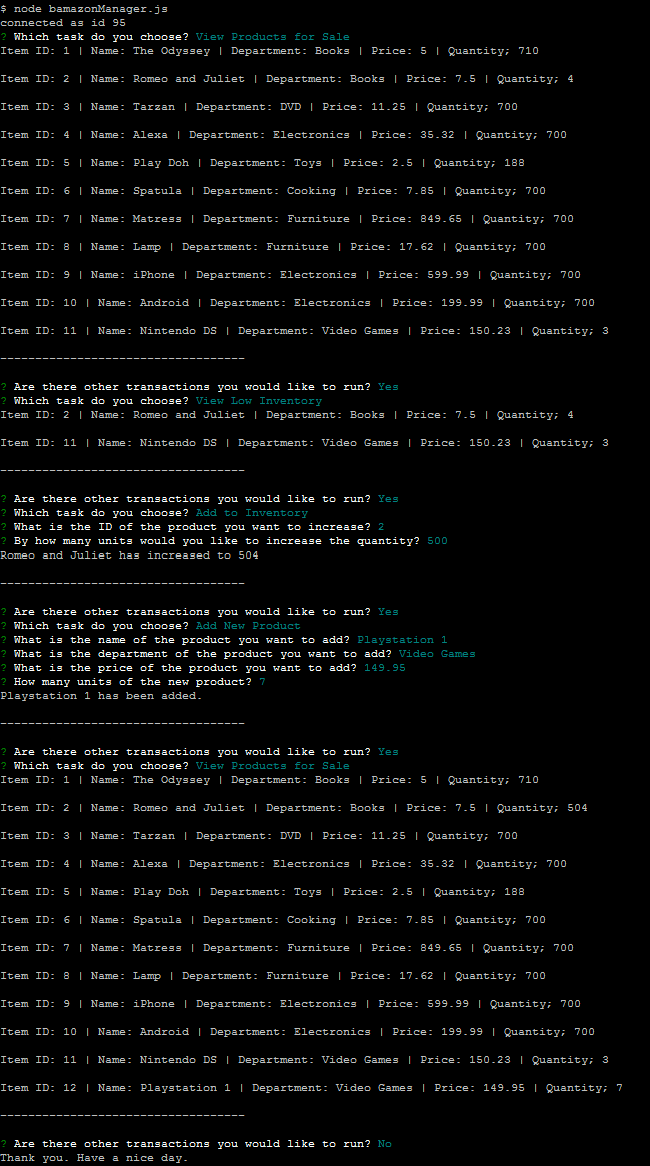 $ node bamazonManager.js
connected as id 95
? Which task do you choose? View Products for Sale
Item ID: 1 | Name: The Odyssey | Department: Books | Price: 5 | Quantity; 710
Item ID: 2 | Name: Romeo and Juliet | Department: Books | Price: 7.5 | Quantity; 4
Item ID: 3 | Name: Tarzan | Department: DVD | Price: 11.25 | Quantity; 700
Item ID: 4 | Name: Alexa | Department: Electronics | Price: 35.32 | Quantity; 700
Item ID: 5 | Name: Play Doh | Department: Toys | Price: 2.5 | Quantity; 188
Item ID: 6 | Name: Spatula | Department: Cooking | Price: 7.85 | Quantity; 700
Item ID: 7 | Name: Matress | Department: Furniture | Price: 849.65 | Quantity; 700
Item ID: 8 | Name: Lamp | Department: Furniture | Price: 17.62 | Quantity; 700
Item ID: 9 | Name: iPhone | Department: Electronics | Price: 599.99 | Quantity; 700
Item ID: 10 | Name: Android | Department: Electronics | Price: 199.99 | Quantity; 700
Item ID: 11 | Name: Nintendo DS | Department: Video Games | Price: 150.23 | Quantity; 3
-----------------------------------
? Are there other transactions you would like to run? Yes
? Which task do you choose? View Low Inventory
Item ID: 2 | Name: Romeo and Juliet | Department: Books | Price: 7.5 | Quantity; 4
Item ID: 11 | Name: Nintendo DS | Department: Video Games | Price: 150.23 | Quantity; 3
-----------------------------------
? Are there other transactions you would like to run? Yes
? Which task do you choose? Add to Inventory
? What is the ID of the product you want to increase? 2
? By how many units would you like to increase the quantity? 500
Romeo and Juliet has increased to 504
-----------------------------------
? Are there other transactions you would like to run? Yes
? Which task do you choose? Add New Product
? What is the name of the product you want to add? Playstation 1
? What is the department of the product you want to add? Video Games
? What is the price of the product you want to add? 149.95
? How many units of the new product? 7
Playstation 1 has been added.
-----------------------------------
? Are there other transactions you would like to run? Yes
? Which task do you choose? View Products for Sale
Item ID: 1 | Name: The Odyssey | Department: Books | Price: 5 | Quantity; 710
Item ID: 2 | Name: Romeo and Juliet | Department: Books | Price: 7.5 | Quantity; 504
Item ID: 3 | Name: Tarzan | Department: DVD | Price: 11.25 | Quantity; 700
Item ID: 4 | Name: Alexa | Department: Electronics | Price: 35.32 | Quantity; 700
Item ID: 5 | Name: Play Doh | Department: Toys | Price: 2.5 | Quantity; 188
Item ID: 6 | Name: Spatula | Department: Cooking | Price: 7.85 | Quantity; 700
Item ID: 7 | Name: Matress | Department: Furniture | Price: 849.65 | Quantity; 700
Item ID: 8 | Name: Lamp | Department: Furniture | Price: 17.62 | Quantity; 700
Item ID: 9 | Name: iPhone | Department: Electronics | Price: 599.99 | Quantity; 700
Item ID: 10 | Name: Android | Department: Electronics | Price: 199.99 | Quantity; 700
Item ID: 11 | Name: Nintendo DS | Department: Video Games | Price: 150.23 | Quantity; 3
Item ID: 12 | Name: Playstation 1 | Department: Video Games | Price: 149.95 | Quantity; 7
-----------------------------------
? Are there other transactions you would like to run? No
Thank you. Have a nice day.